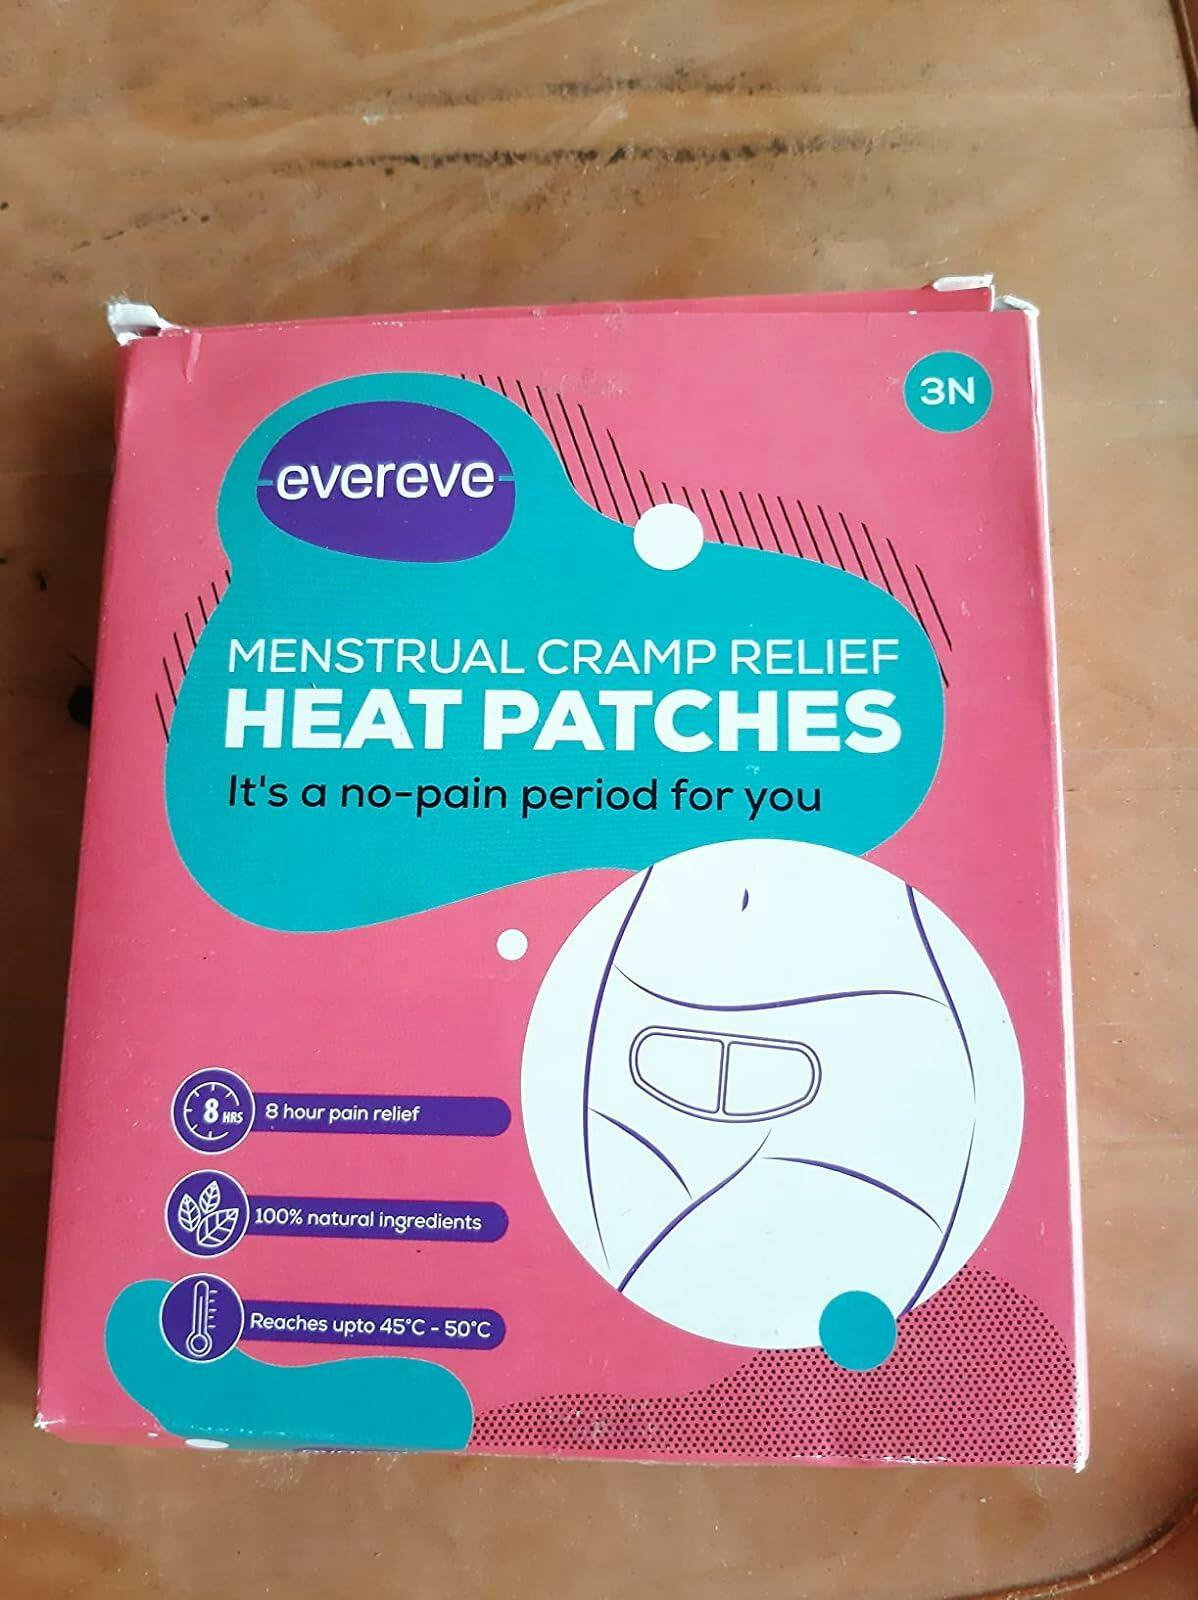 3N
evereve
MENSTRUAL CRAMP RELIEF
HEAT PATCHES
It's a no-pain period for you
8 HRS
8 hour pain relief
100% natural ingredients
Reaches upto 45°C - 50°C